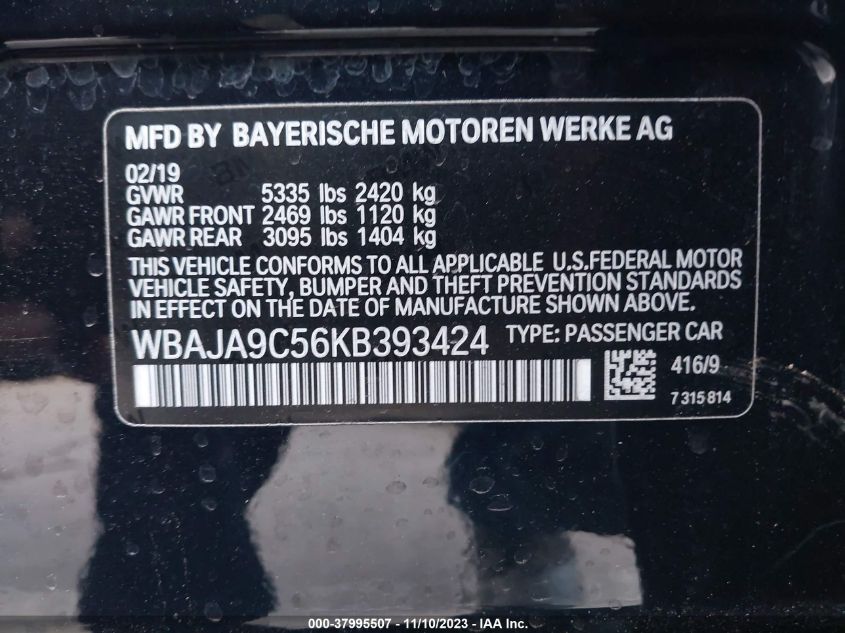 MFD BY BAYERISCHE MOTOREN WERKE AG
02/19
GVWR 5335 lbs 2420 kg
GAWR FRONT 2469 lbs 1120 kg
GAWR REAR 3095 lbs 1404 kg
THIS VEHICLE CONFORMS TO ALL APPLICABLE U.S.FEDERAL MOTOR
VEHICLE SAFETY, BUMPER AND THEFT PREVENTION STANDARDS
IN EFFECT ON THE DATE OF MANUFACTURE SHOWN ABOVE.
WBAJA9C56KB393424 TYPE: PASSENGER CAR
416/9
7 315 814
000-37995507 - 11/10/2023 - IAA Inc.